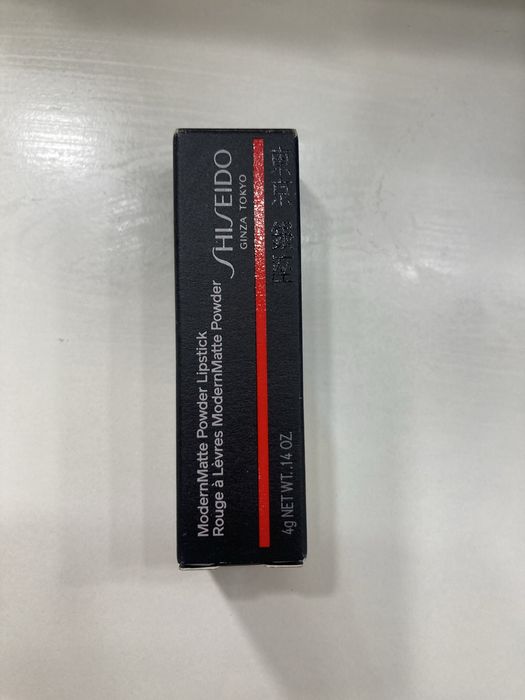 SHISEIDO
GINZA TOKYO
ModernMatte Powder Lipstick
Rouge à Lèvres ModernMatte Powder
4g NET WT. .14 OZ.